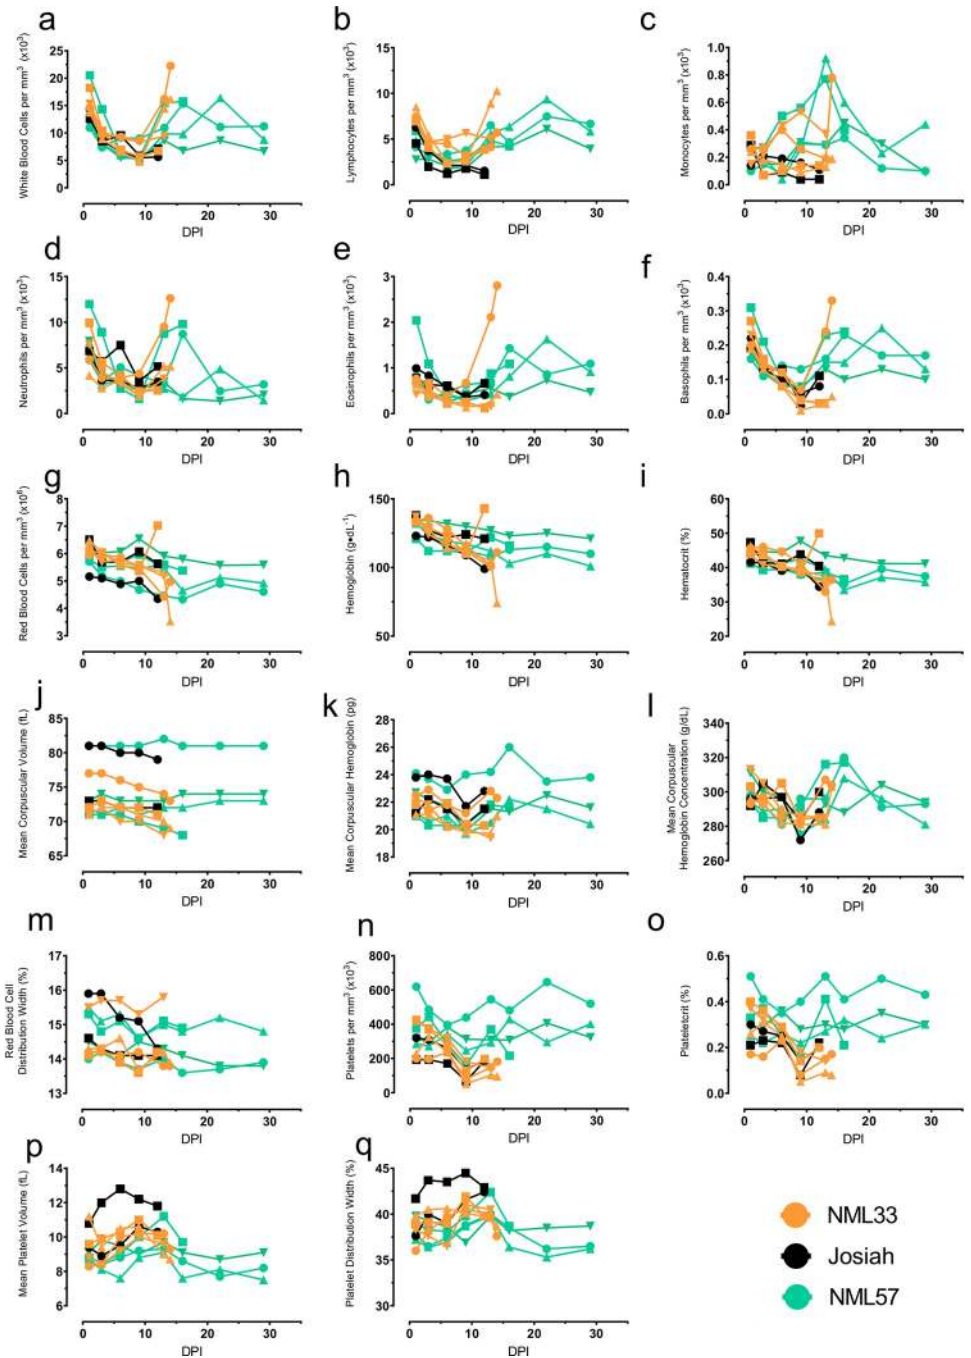 a
White Blood Cells per mm³ (x10³)
25
20
15
10
5
0
0 10 20 30
DPI
b
Lymphocytes per mm³ (x10³)
15
10
5
0
0 10 20 30
DPI
c
Monocytes per mm³ (x10³)
1.0
0.8
0.6
0.4
0.2
0.0
0 10 20 30
DPI
d
Neutrophils per mm³ (x10³)
15
10
5
0
0 10 20 30
DPI
e
Eosinophils per mm³ (x10³)
3
2
1
0
0 10 20 30
DPI
f
Basophils per mm³ (x10³)
0.4
0.3
0.2
0.1
0.0
0 10 20 30
DPI
g
Red Blood Cells per mm³ (x10⁶)
8
7
6
5
4
3
0 10 20 30
DPI
h
Hemoglobin (g•dL⁻¹)
150
100
50
0 10 20 30
DPI
i
Hematocrit (%)
60
50
40
30
20
0 10 20 30
DPI
j
Mean Corpuscular Volume (fL)
85
80
75
70
65
0 10 20 30
DPI
k
Mean Corpuscular Hemoglobin (pg)
28
26
24
22
20
18
16
0 10 20 30
DPI
l
Mean Corpuscular
Hemoglobin Concentration (g/dL)
340
320
300
280
260
0 10 20 30
DPI
m
Red Blood Cell
Distribution Width (%)
17
16
15
14
13
0 10 20 30
DPI
n
Platelets per mm³ (x10³)
800
600
400
200
0
0 10 20 30
DPI
o
Plateletcrit (%)
0.6
0.4
0.2
0.0
0 10 20 30
DPI
p
Mean Platelet Volume (fL)
14
12
10
8
6
0 10 20 30
DPI
q
Platelet Distribution Width (%)
45
40
35
30
25
0 10 20 30
DPI
NML33
Josiah
NML57